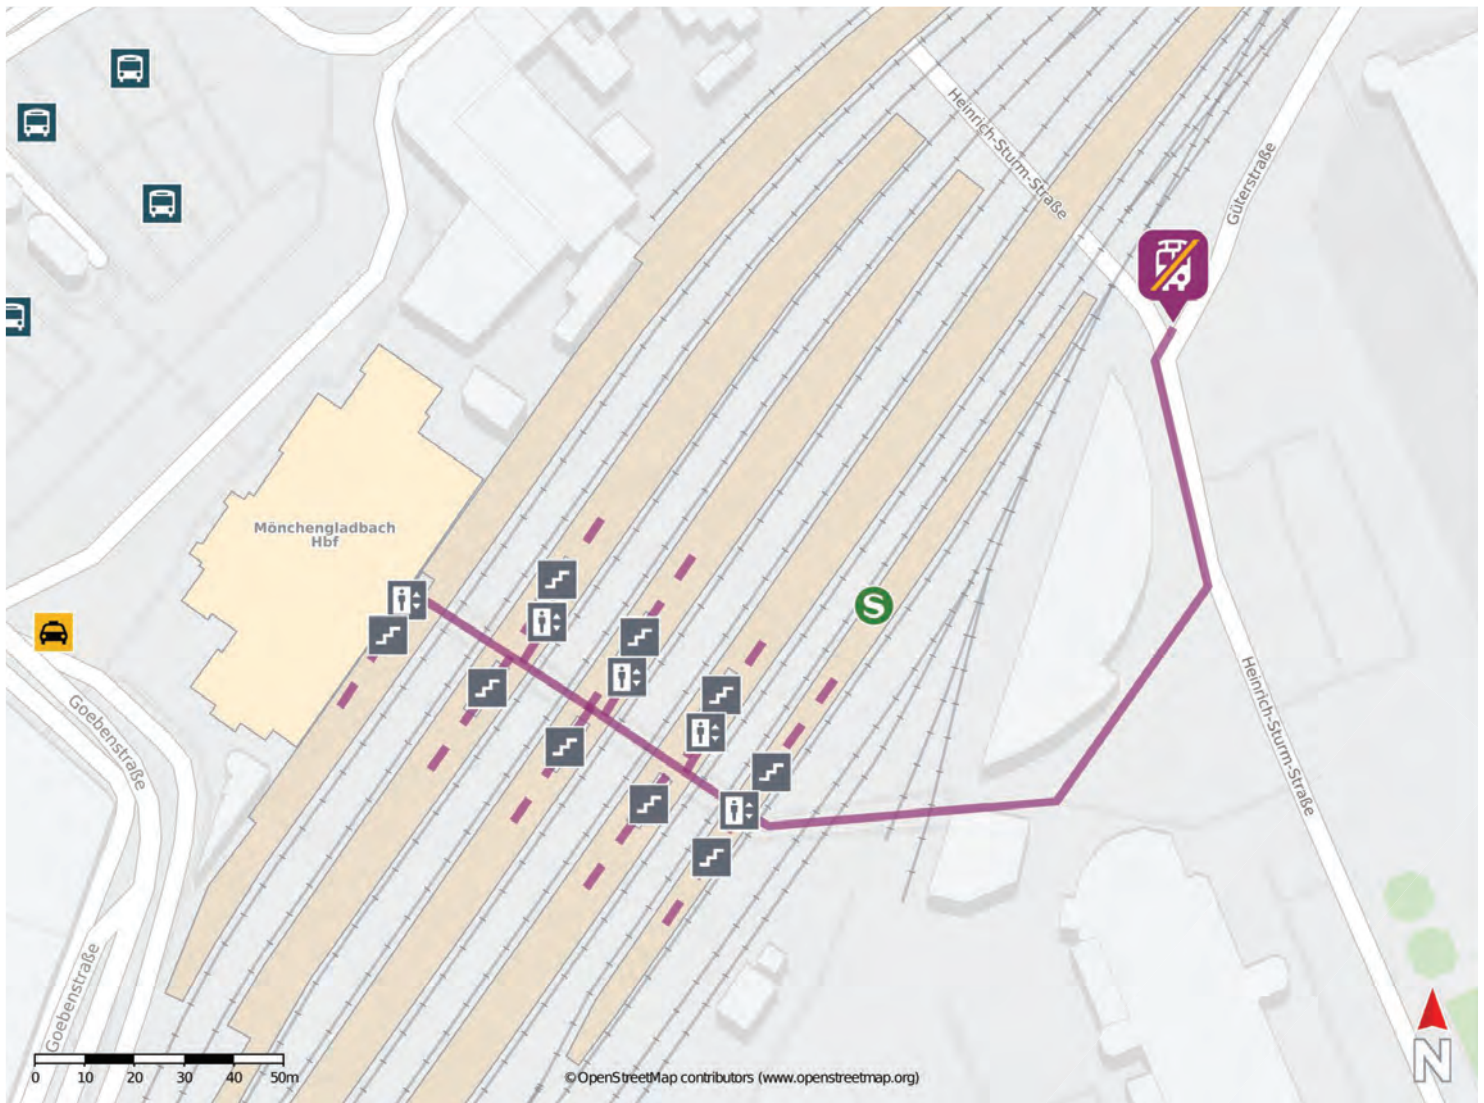 Heinrich-Sturm-Straße
Güterstraße
Mönchengladbach
Hbf
S
Heinrich-Sturm-Straße
Goebenstraße
Goebenstraße
0 10 20 30 40 50m
© OpenStreetMap contributors (www.openstreetmap.org)
N